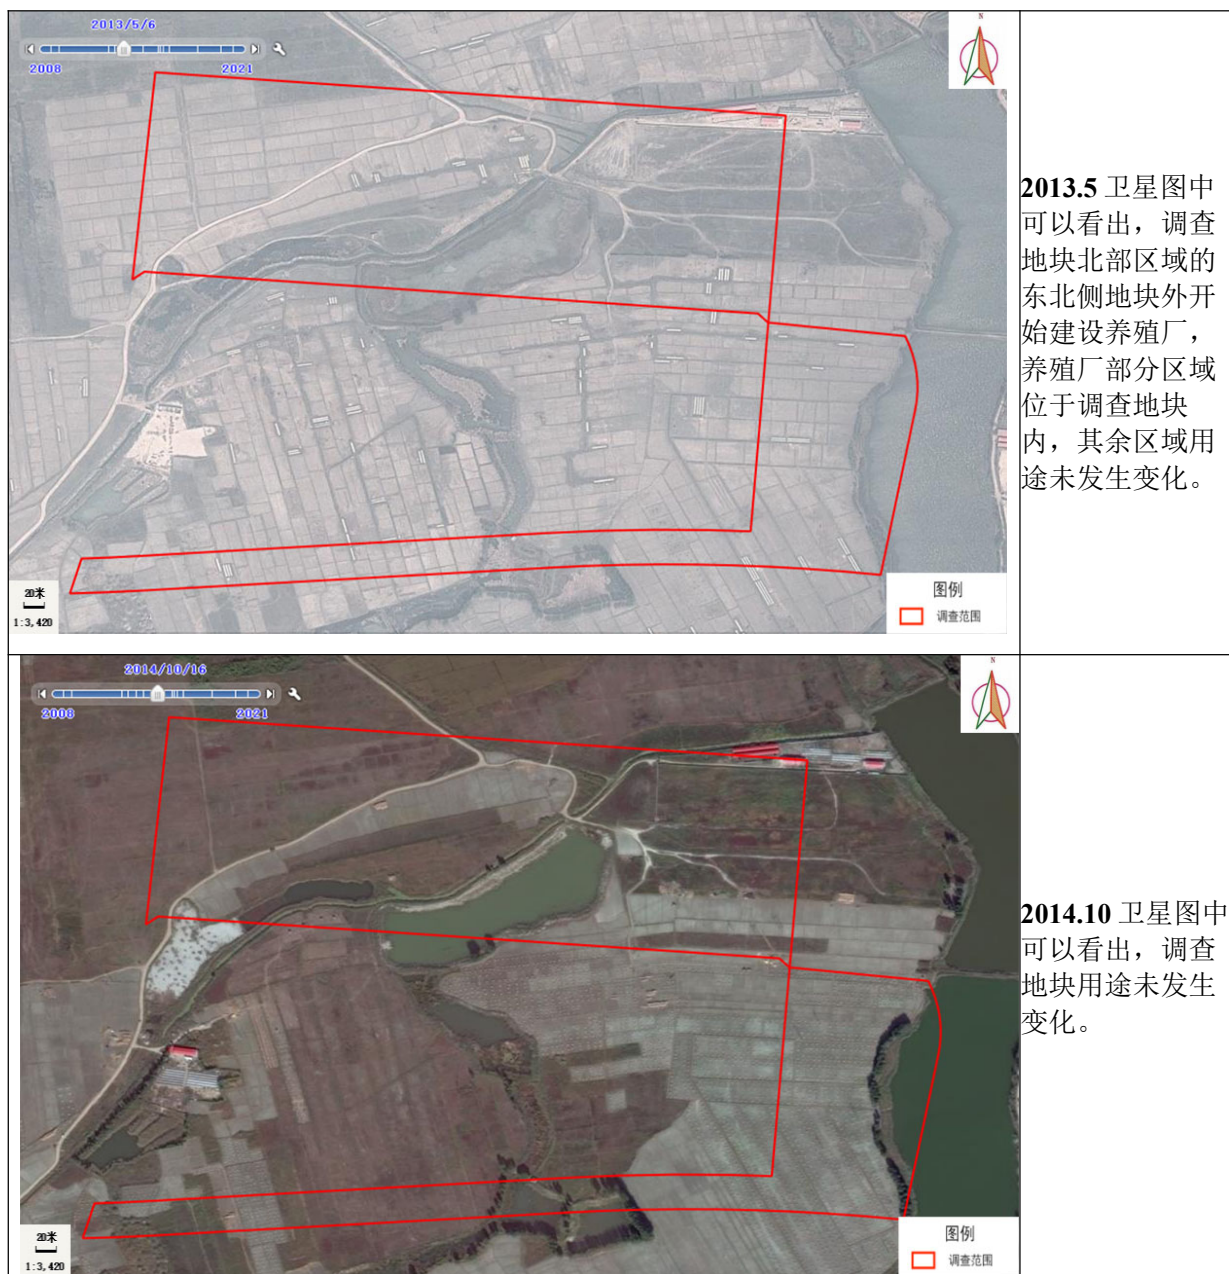 2013/5/6
2008
2021
N
20米
1:3,420
图例
调查范围
2013.5 卫星图中
可以看出，调查
地块北部区域的
东北侧地块外开
始建设养殖厂，
养殖厂部分区域
位于调查地块
内，其余区域用
途未发生变化。
2014/10/16
2008
2021
N
20米
1:3,420
图例
调查范围
2014.10 卫星图中
可以看出，调查
地块用途未发生
变化。